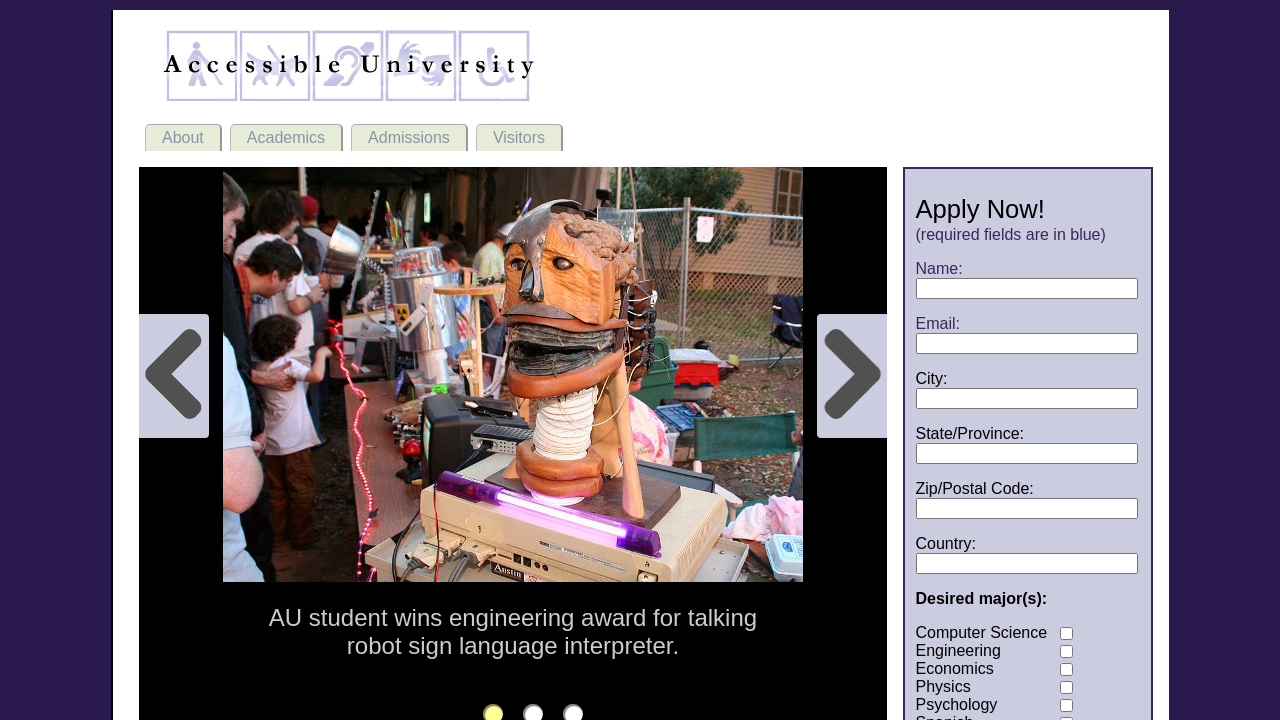 Accessible University
About
Academics
Admissions
Visitors
Austin
AU student wins engineering award for talking
robot sign language interpreter.
Apply Now!
(required fields are in blue)
Name:
Email:
City:
State/Province:
Zip/Postal Code:
Country:
Desired major(s):
Computer Science
Engineering
Economics
Physics
Psychology
Spanish